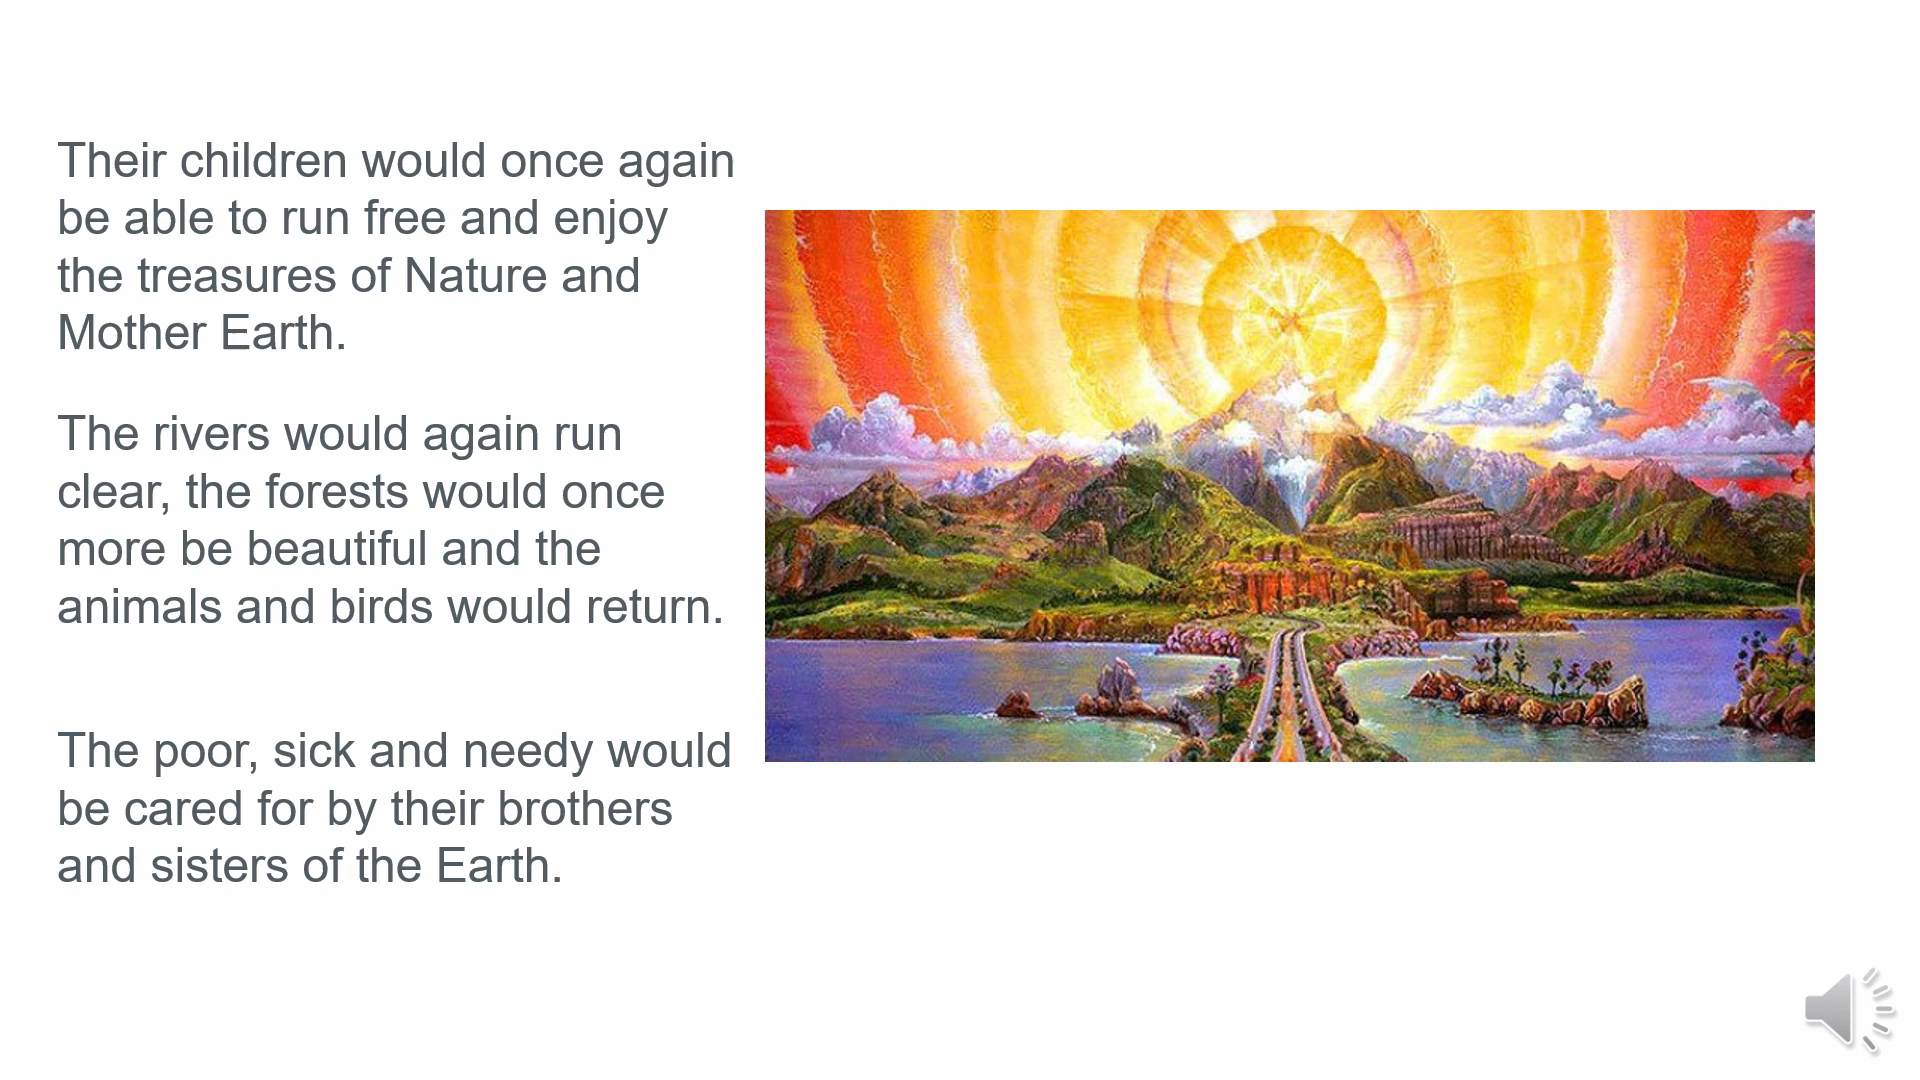 Their children would once again
be able to run free and enjoy
the treasures of Nature and
Mother Earth.
The rivers would again run
clear, the forests would once
more be beautiful and the
animals and birds would return.
The poor, sick and needy would
be cared for by their brothers
and sisters of the Earth.